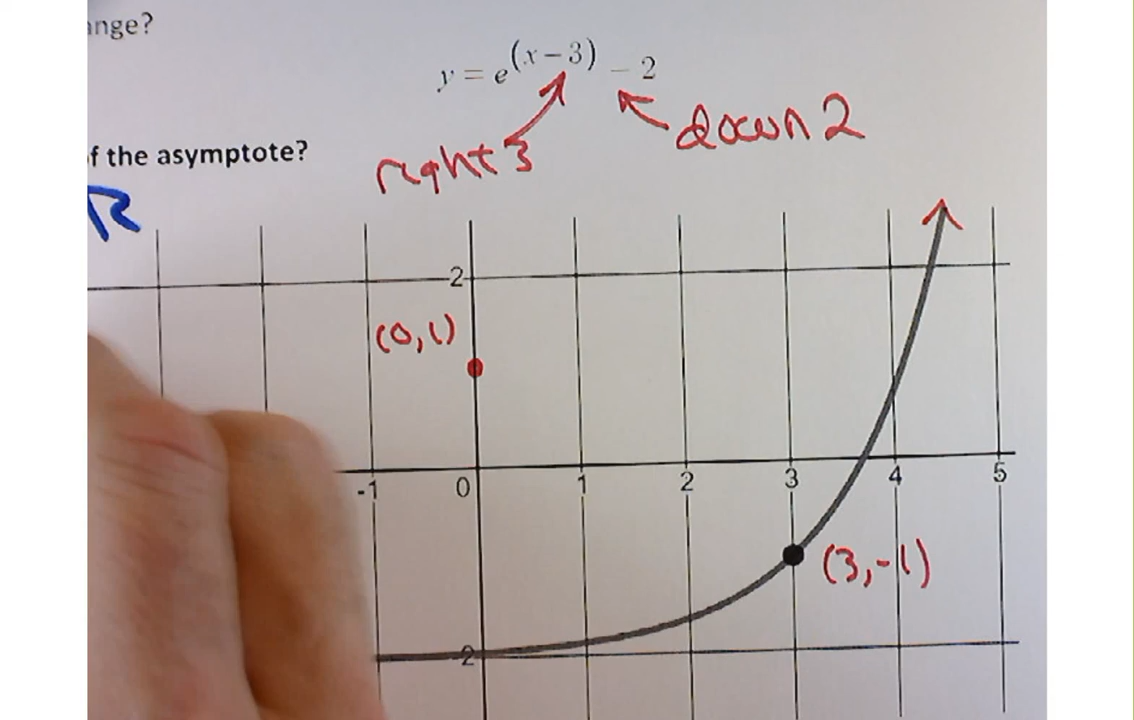 ange?
y = e^(x-3) - 2
right 3
down 2
f the asymptote?
R
2
(0,1)
-1 0 1 2 3 4 5
(3,-1)
-2